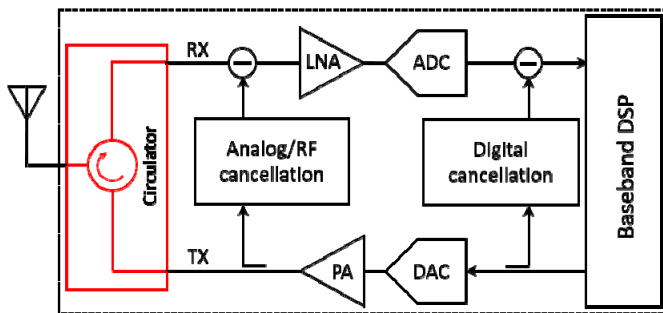 RX
LNA
ADC
Analog/RF
cancellation
Digital
cancellation
Circulator
Baseband DSP
TX
PA
DAC